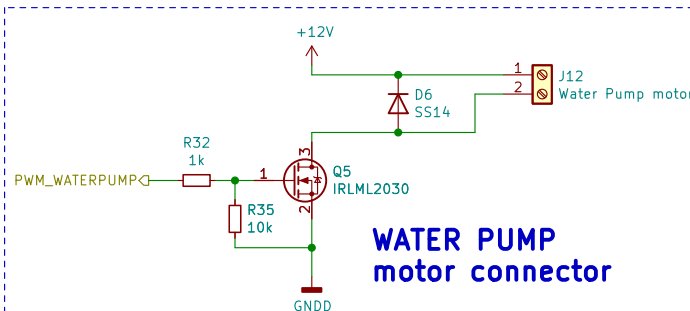 +12V
1
2
J12
Water Pump motor
D6
SS14
R32
1k
3
PWM_WATERPUMP
1
Q5
IRLML2030
2
R35
10k
WATER PUMP
motor connector
GNDD